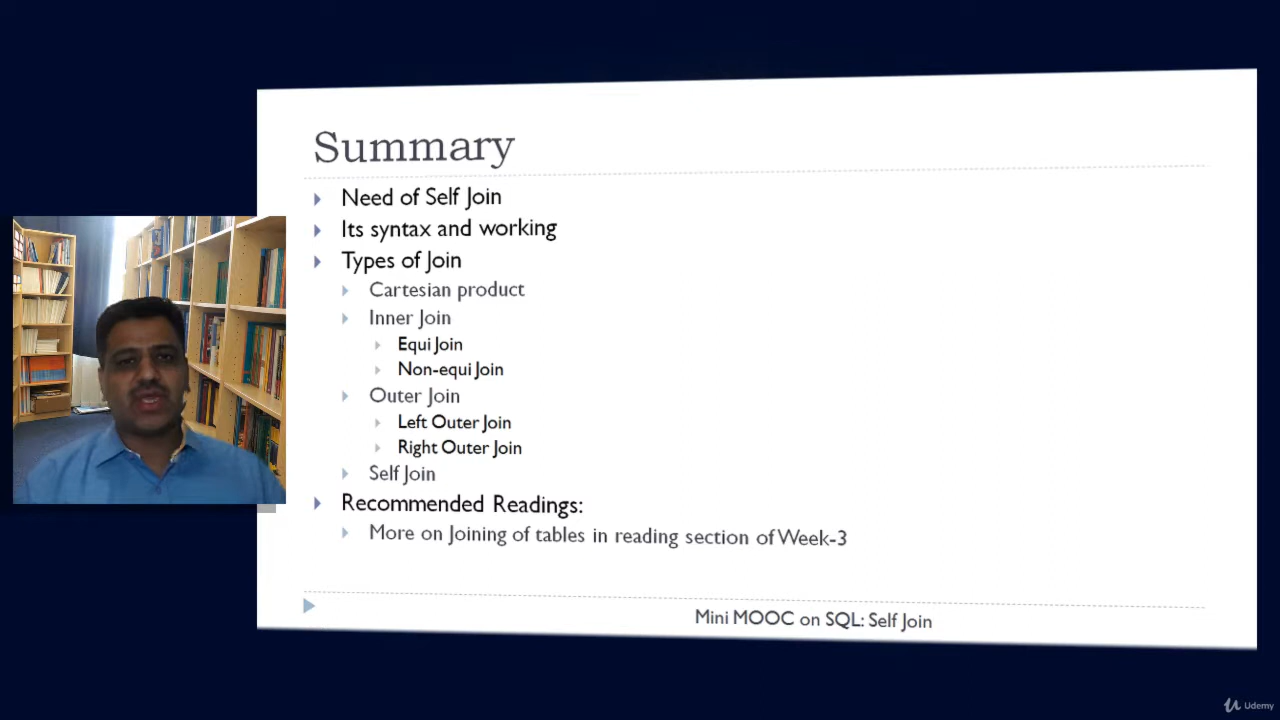 Summary
Need of Self Join
Its syntax and working
Types of Join
Cartesian product
Inner Join
Equi Join
Non-equi Join
Outer Join
Left Outer Join
Right Outer Join
Self Join
Recommended Readings:
More on Joining of tables in reading section of Week-3
Mini MOOC on SQL: Self Join
Udemy